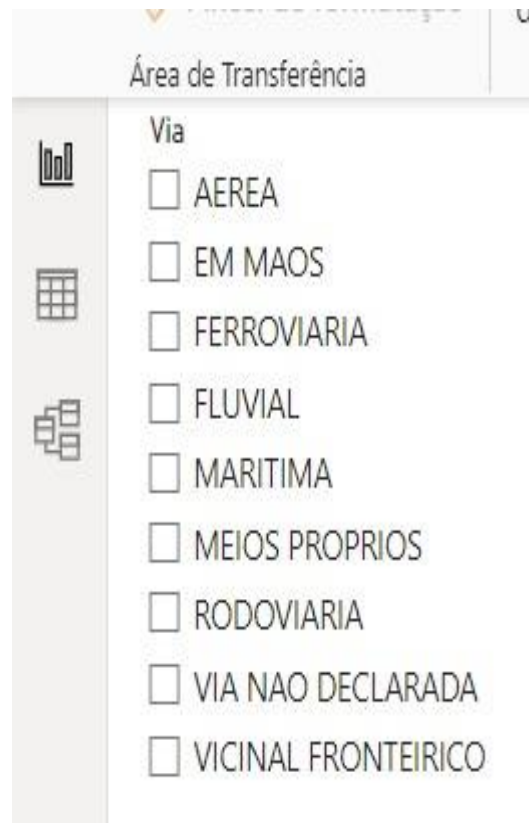 Área de Transferência
Via
AEREA
EM MAOS
FERROVIARIA
FLUVIAL
MARITIMA
MEIOS PROPRIOS
RODOVIARIA
VIA NAO DECLARADA
VICINAL FRONTEIRICO